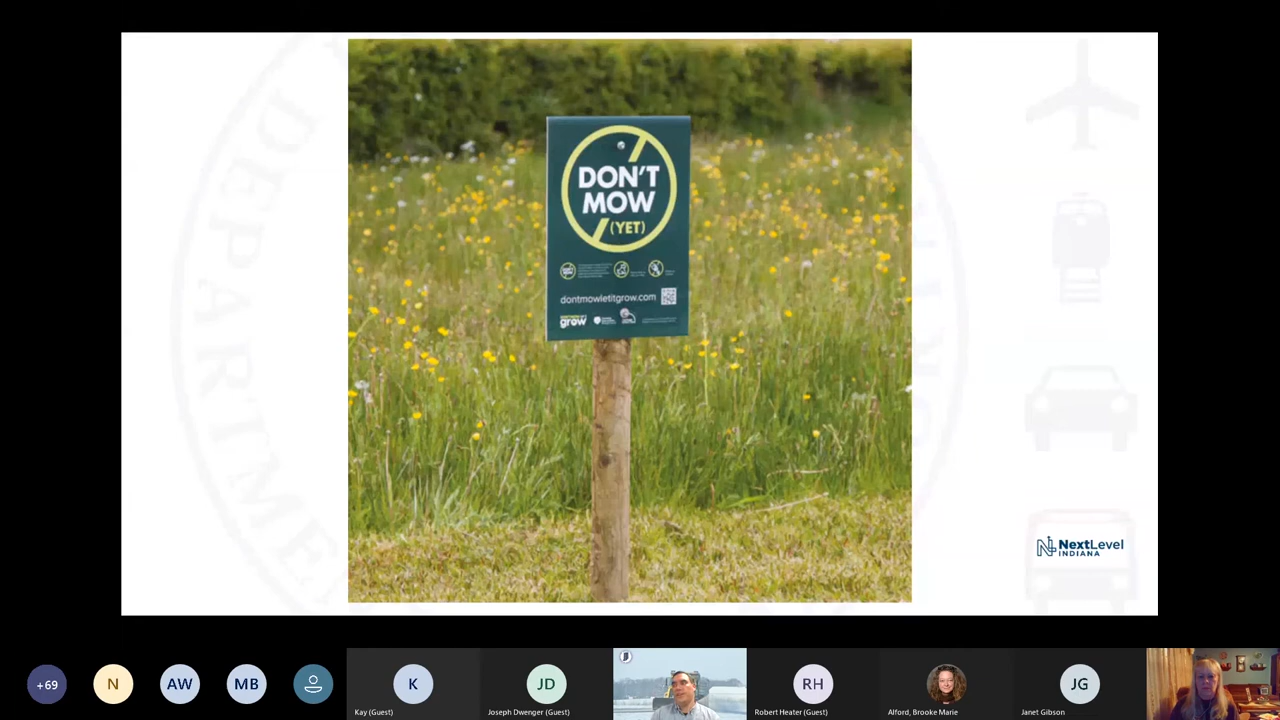 DEPARTMENT
DON'T
MOW
(YET)
dontmowletitgrow.com
grow
NextLevel
INDIANA
+69
N
AW
MB
K
JD
RH
JG
Kay (Guest)
Joseph Dwenger (Guest)
Robert Heater (Guest)
Alford, Brooke Marie
Janet Gibson